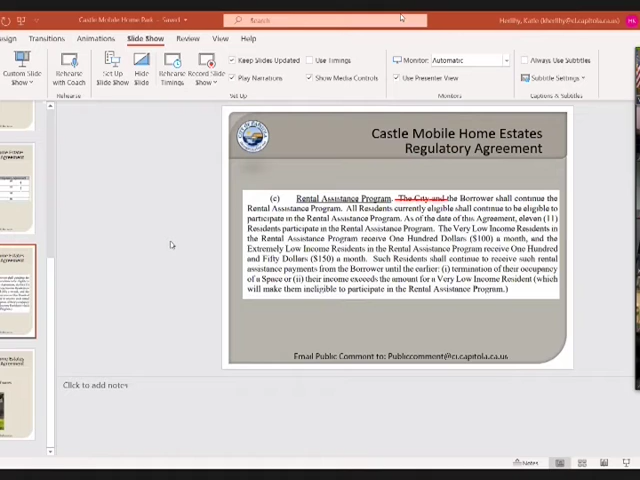 Castle Mobile Home Park - Saved
Search
Herlihy, Katie (kherlihy@ci.capitola.ca.us)
HK
Design Transitions Animations Slide Show Review View Help
Custom Slide Show
Rehearse with Coach
Set Up Slide Show
Hide Slide
Rehearse Timings
Record Slide Show
Keep Slides Updated
Use Timings
Play Narrations
Show Media Controls
Monitor: Automatic
Use Presenter View
Always Use Subtitles
Subtitle Settings
Rehearse
Set Up
Monitors
Captions & Subtitles
Castle Mobile Home Estates
Regulatory Agreement
(c) Rental Assistance Program. The City and the Borrower shall continue the
Rental Assistance Program. All Residents currently eligible shall continue to be eligible to
participate in the Rental Assistance Program. As of the date of this Agreement, eleven (11)
Residents participate in the Rental Assistance Program. The Very Low Income Residents in
the Rental Assistance Program receive One Hundred Dollars ($100) a month, and the
Extremely Low Income Residents in the Rental Assistance Program receive One Hundred
and Fifty Dollars ($150) a month. Such Residents shall continue to receive such rental
assistance payments from the Borrower until the earlier: (i) termination of their occupancy
of a Space or (ii) their income exceeds the amount for a Very Low Income Resident (which
will make them ineligible to participate in the Rental Assistance Program.)
Email Public Comment to: Publiccomment@ci.capitola.ca.us
Click to add notes
Notes